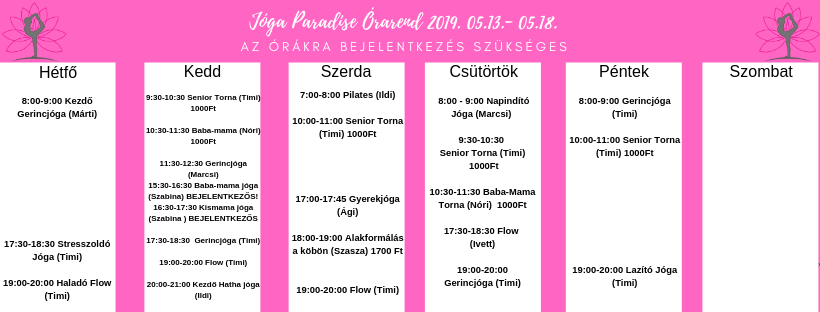 Jóga Paradise Órarend 2019. 05.13.- 05.18.
AZ ÓRÁKRA BEJELENTKEZÉS SZÜKSÉGES
Hétfő
8:00-9:00 Kezdő
Gerincjóga (Márti)
17:30-18:30 Stresszoldó
Jóga (Timi)
19:00-20:00 Haladó Flow
(Timi)
Kedd
9:30-10:30 Senior Torna (Timi)
1000Ft
10:30-11:30 Baba-mama (Nóri)
1000Ft
11:30-12:30 Gerincjóga
(Marcsi)
15:30-16:30 Baba-mama jóga
(Szabina) BEJELENTKEZŐS!
16:30-17:30 Kismama jóga
(Szabina ) BEJELENTKEZŐS
17:30-18:30  Gerincjóga (Timi)
19:00-20:00 Flow (Timi)
20:00-21:00 Kezdő Hatha jóga
(Ildi)
Szerda
7:00-8:00 Pilates (Ildi)
10:00-11:00 Senior Torna
(Timi) 1000Ft
17:00-17:45 Gyerekjóga
(Ági)
18:00-19:00 Alakformálás
a köbön (Szasza) 1700 Ft
19:00-20:00 Flow (Timi)
Csütörtök
8:00 - 9:00 Napindító
Jóga (Marcsi)
9:30-10:30
Senior Torna (Timi)
1000Ft
10:30-11:30 Baba-Mama
Torna (Nóri)  1000Ft
17:30-18:30 Flow
(Ivett)
19:00-20:00
Gerincjóga (Timi)
Péntek
8:00-9:00 Gerincjóga
(Timi)
10:00-11:00 Senior Torna
(Timi) 1000Ft
19:00-20:00 Lazító Jóga
(Timi)
Szombat